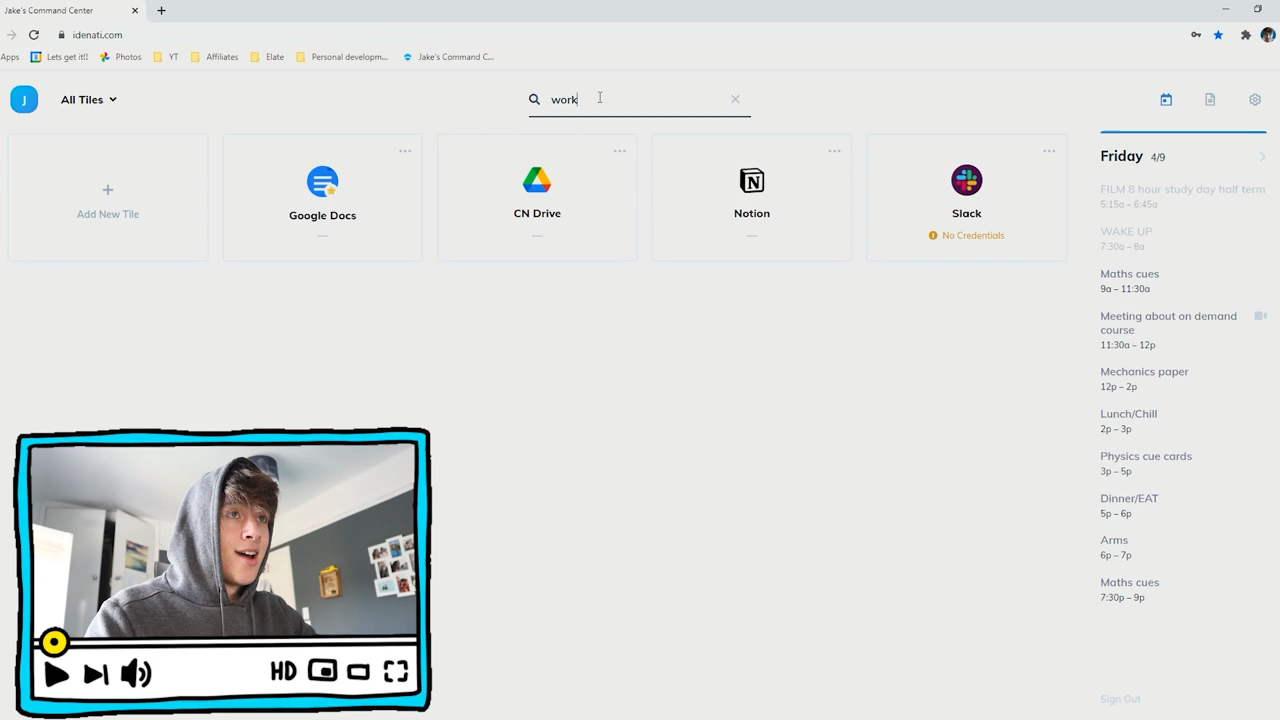 Jake's Command Center
idenati.com
Apps
Lets get it!!
Photos
YT
Affiliates
Elate
Personal developm...
Jake's Command C...
J
All Tiles
work
Add New Tile
Google Docs
CN Drive
Notion
Slack
No Credentials
Friday 4/9
FILM 8 hour study day half term
5:15a – 6:45a
WAKE UP
7:30a – 8a
Maths cues
9a – 11:30a
Meeting about on demand
course
11:30a – 12p
Mechanics paper
12p – 2p
Lunch/Chill
2p – 3p
Physics cue cards
3p – 5p
Dinner/EAT
5p – 6p
Arms
6p – 7p
Maths cues
7:30p – 9p
Sign Out
HD